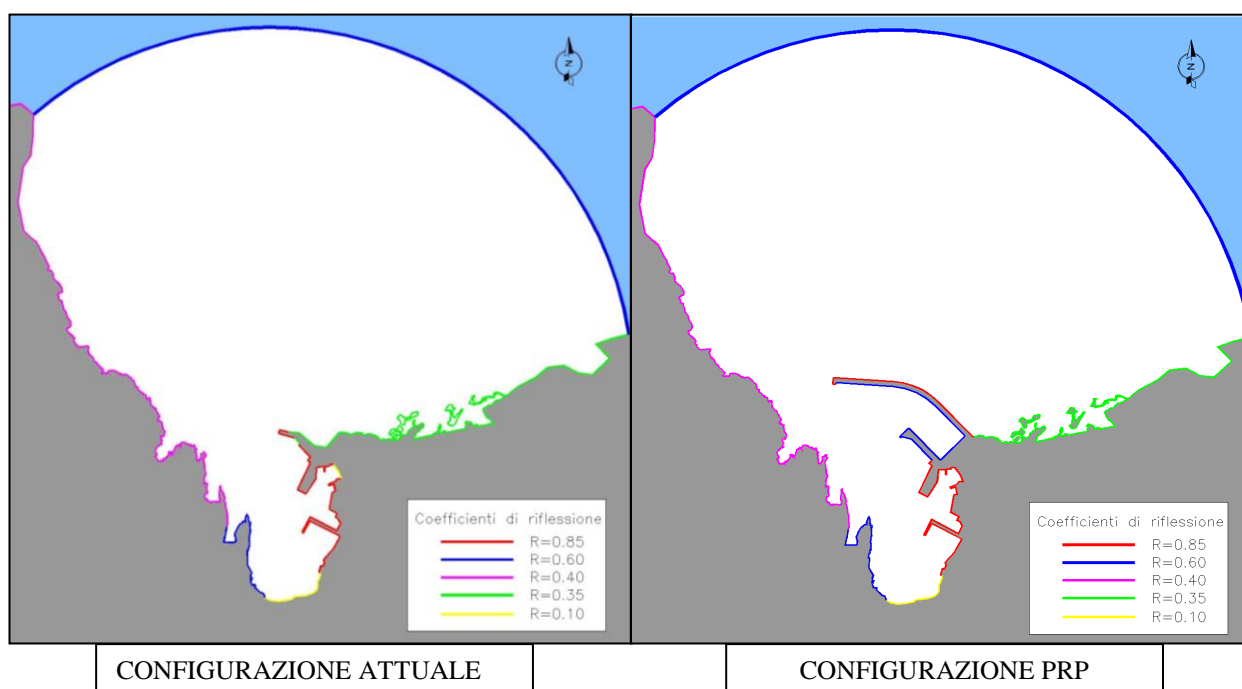 N
Coefficienti di riflessione
R=0.85
R=0.60
R=0.40
R=0.35
R=0.10
CONFIGURAZIONE ATTUALE
N
Coefficienti di riflessione
R=0.85
R=0.60
R=0.40
R=0.35
R=0.10
CONFIGURAZIONE PRP